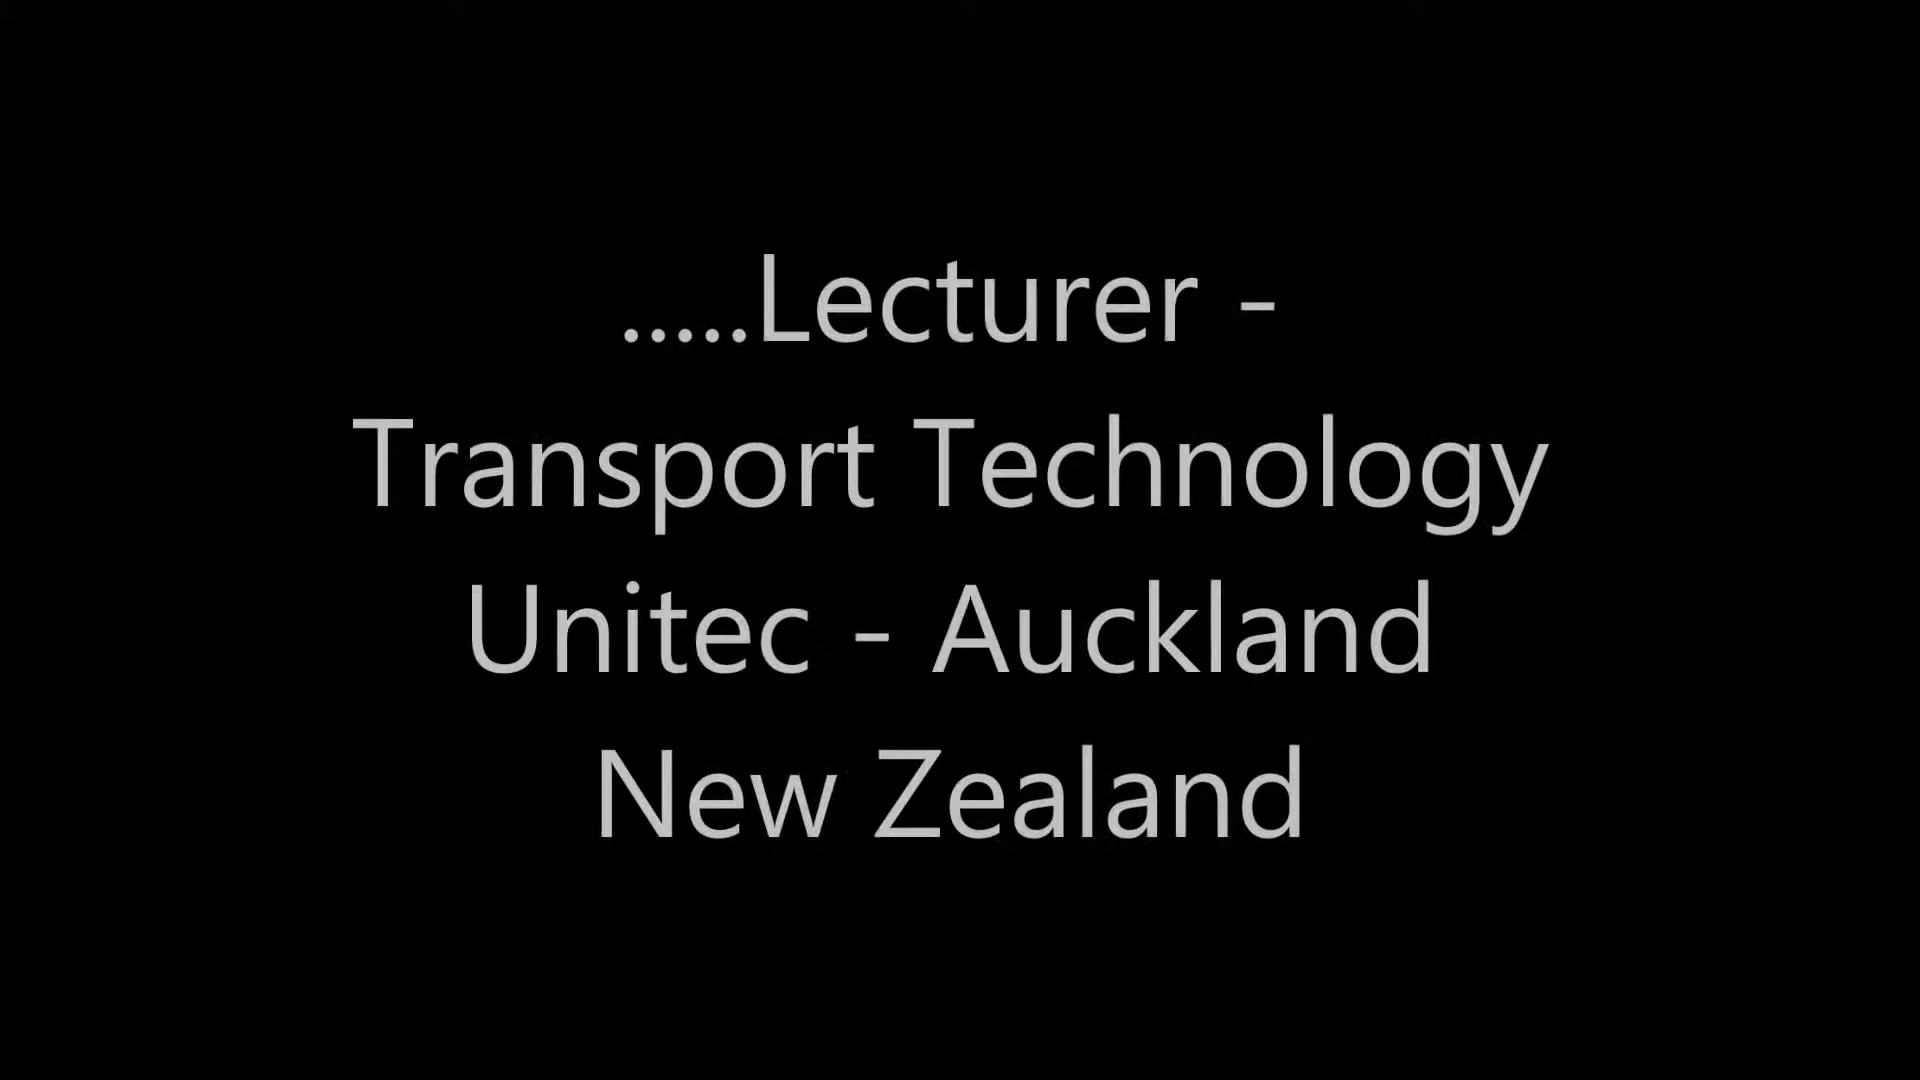 .....Lecturer -
Transport Technology
Unitec - Auckland
New Zealand